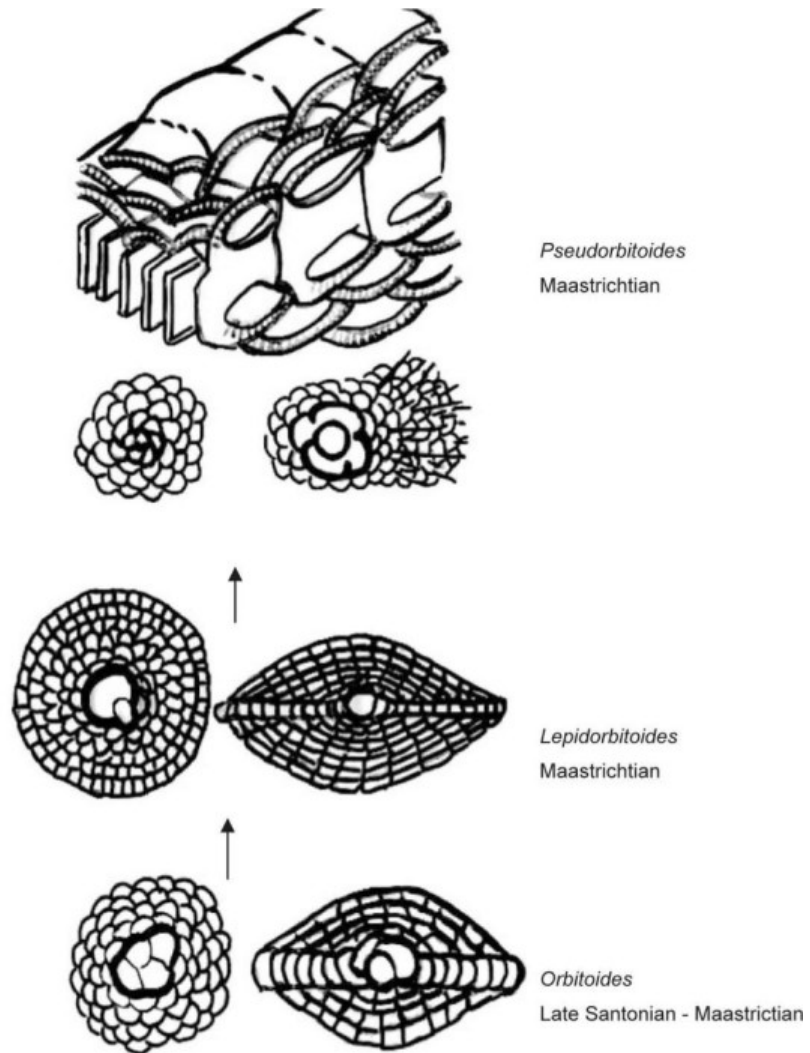 Pseudorbitoides
Maastrichtian
Lepidorbitoides
Maastrichtian
Orbitoides
Late Santonian - Maastrictian